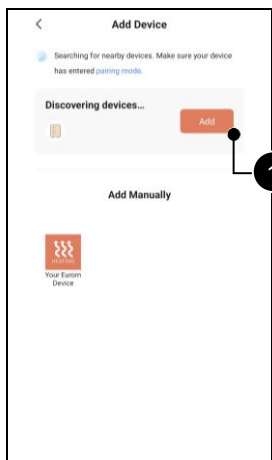 Add Device
Searching for nearby devices. Make sure your device
has entered pairing mode.
Discovering devices...
Add
1
Add Manually
HEATING
Your Eurom
Device